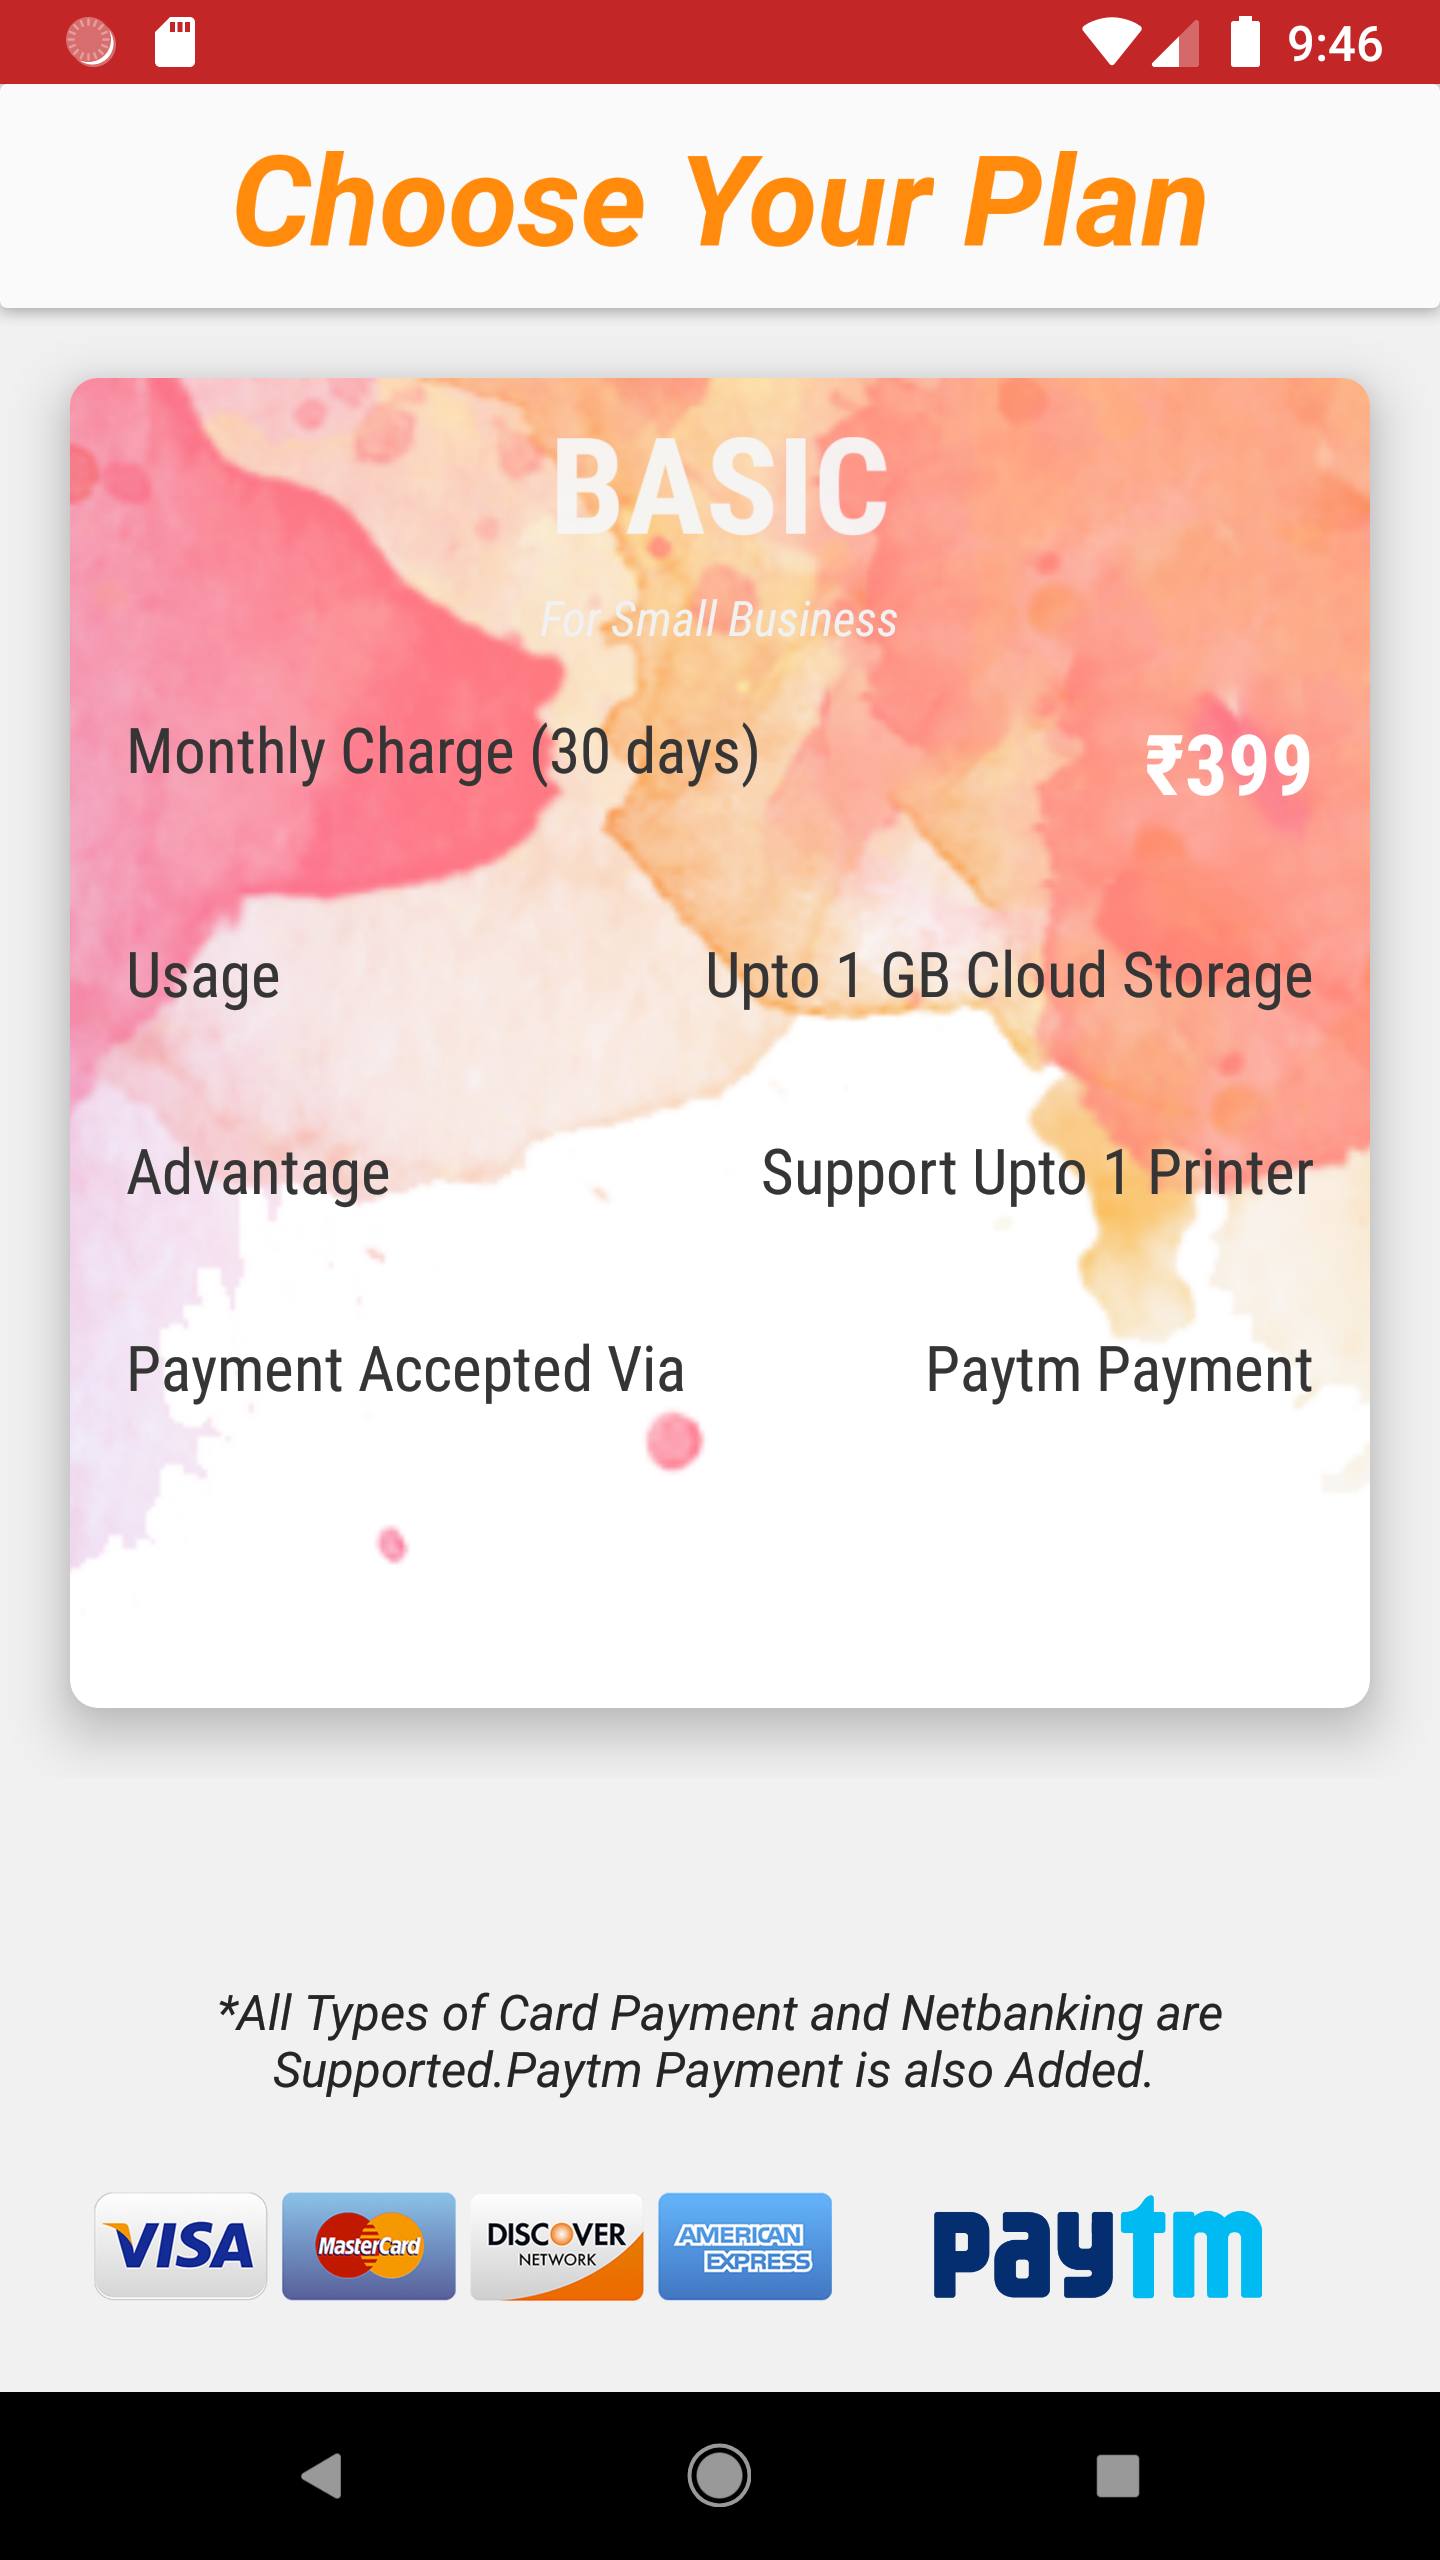 9:46
Choose Your Plan
BASIC
For Small Business
Monthly Charge (30 days) ₹399
Usage Upto 1 GB Cloud Storage
Advantage Support Upto 1 Printer
Payment Accepted Via Paytm Payment
*All Types of Card Payment and Netbanking are
Supported.Paytm Payment is also Added.
VISA MasterCard DISCOVER NETWORK AMERICAN EXPRESS paytm